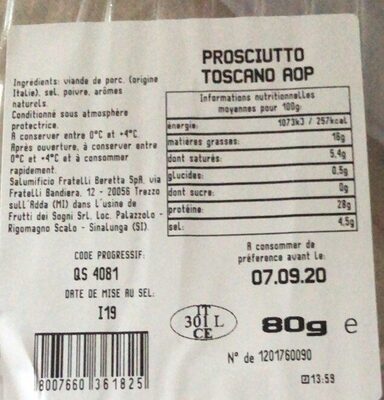 PROSCIUTTO
TOSCANO AOP
Ingrédients: viande de porc. (origine
Italie), sel, poivre, arômes
naturels.
Conditionné sous atmosphère
protectrice.
A conserver entre 0°C et +4°C
Après ouverture, à conserver entre
0°C et +4°C et à consommer
rapidement.
Salumificio Fratelli Beretta SpA via
Fratelli Bandiera, 12 - 20056 Trezzo
sull'Adda (MI) dans l'usine de
Frutti dei Sogni Srl. Loc. Palazzolo -
Rigomagno Scalo - Sinalunga (SI).
Informations nutritionnelles
moyennes pour 100g:
énergie: 1073kJ / 257kcal
matières grasses: 16g
dont saturés: 5,4g
glucides: 0,5g
dont sucre: 0g
protéine: 28g
sel: 4,5g
CODE PROGRESSIF:
QS 4081
DATE DE MISE AU SEL:
I19
A consommer de
préference avant le:
07.09.20
IT
301 L
CE
80g e
N° de 1201760090
13:59
8007660 361825